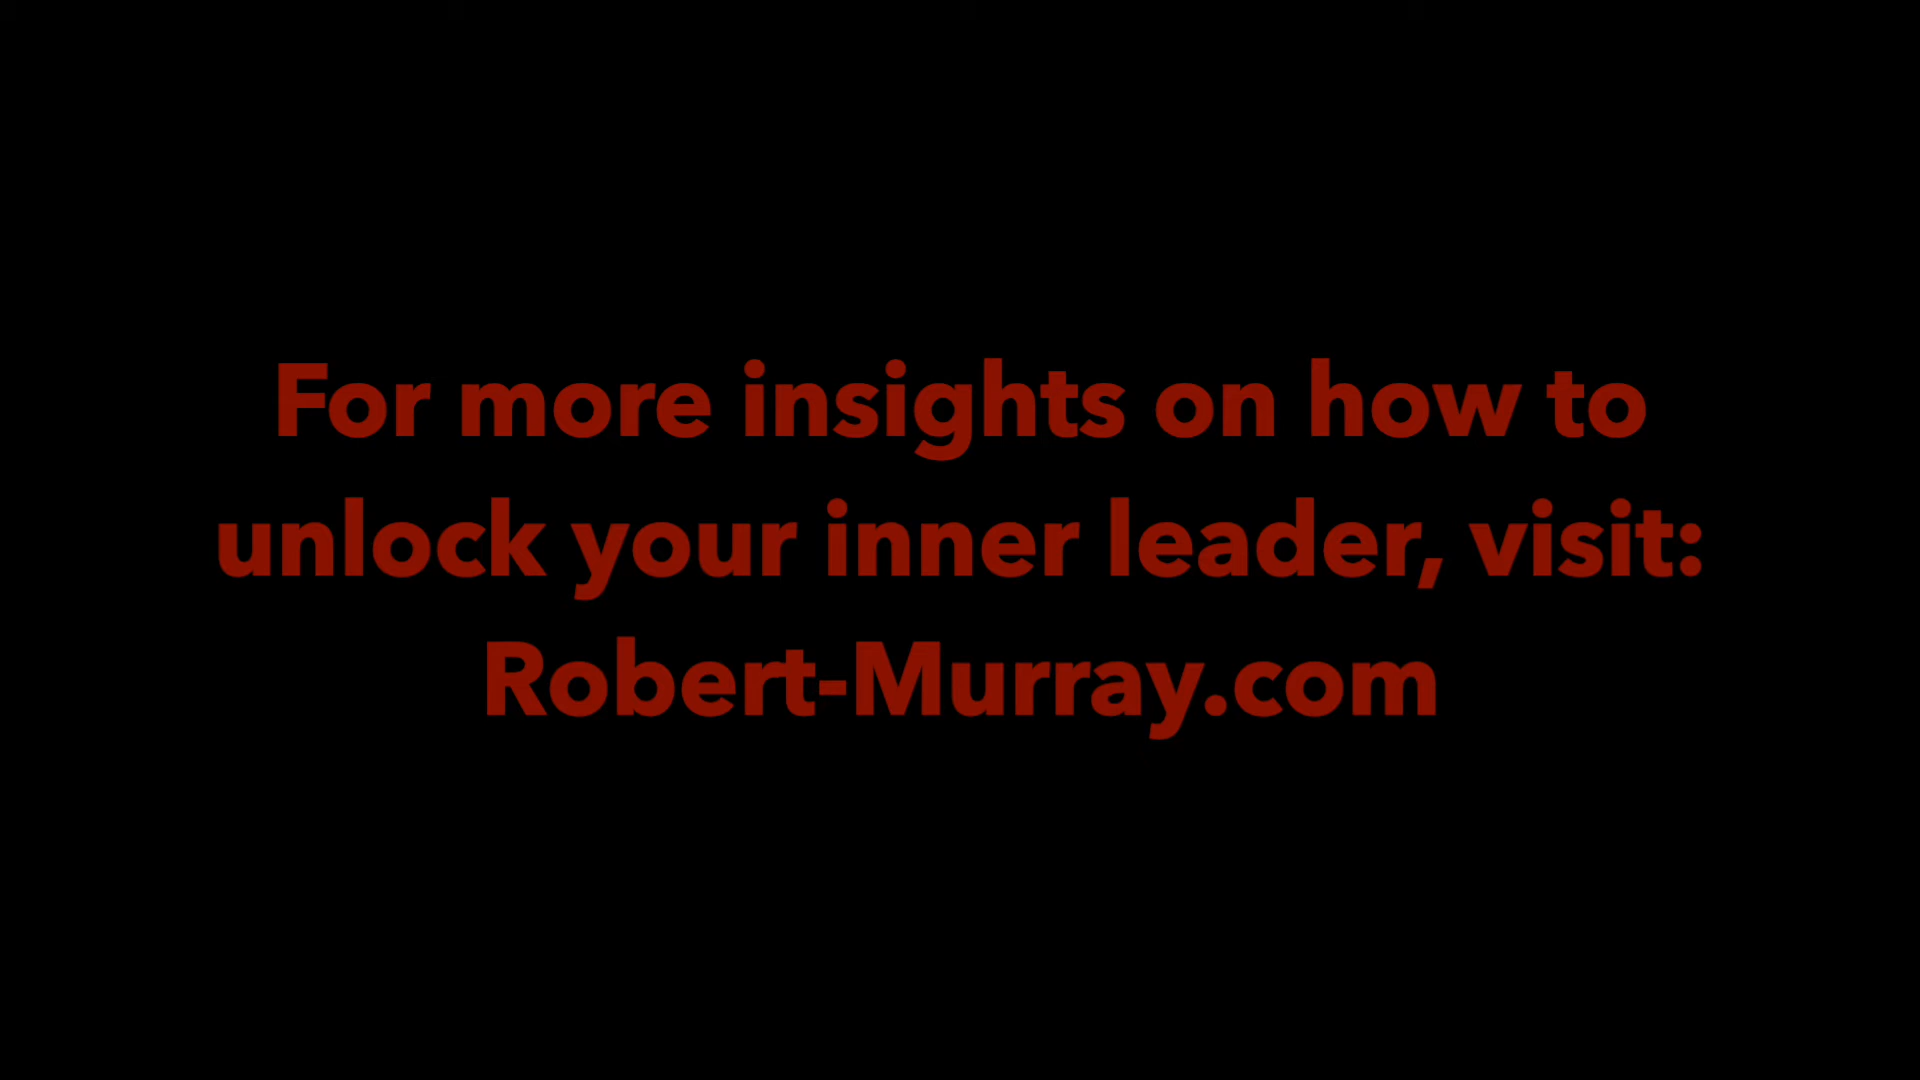 For more insights on how to
unlock your inner leader, visit:
Robert-Murray.com